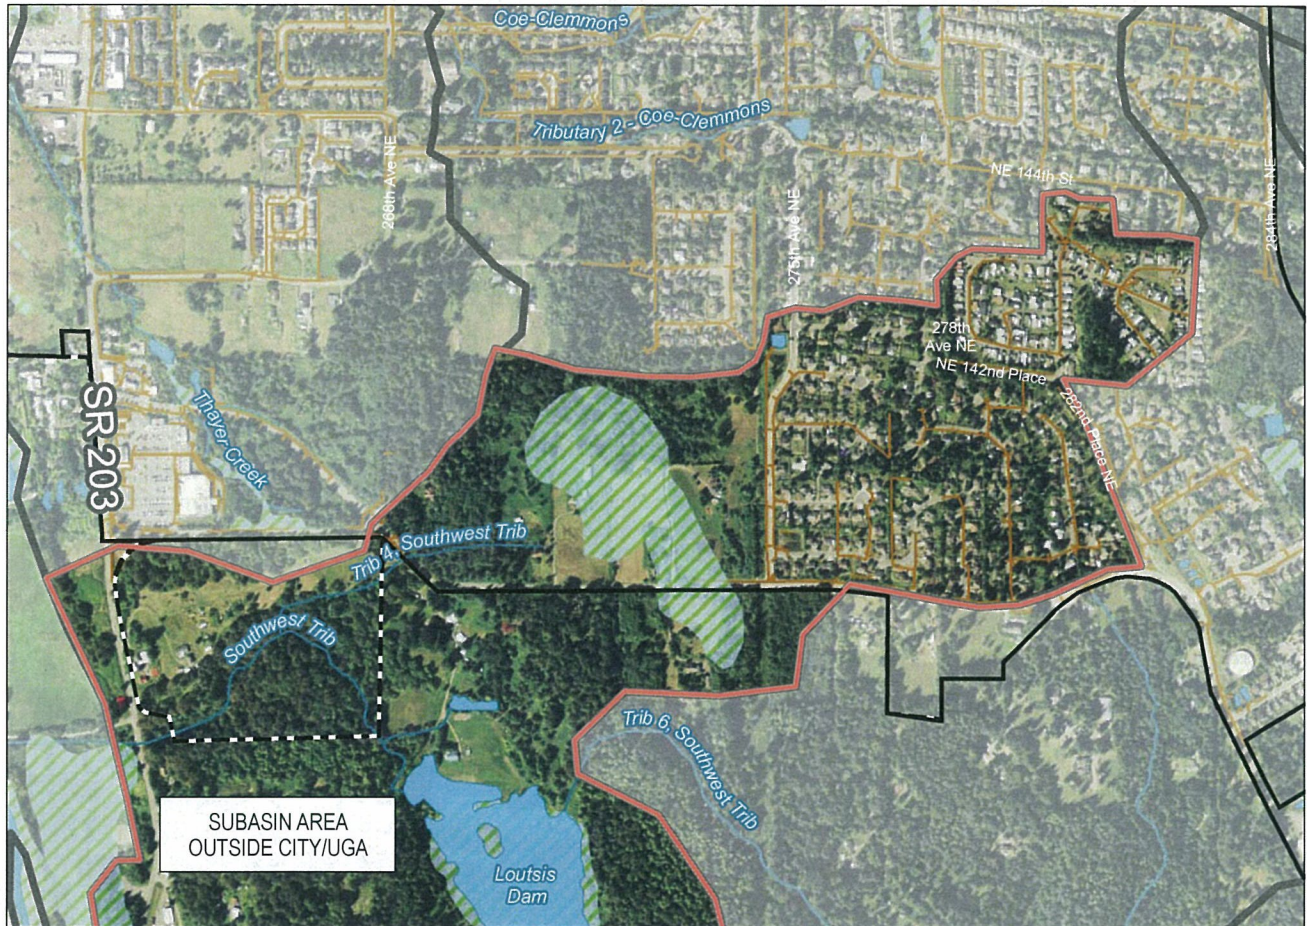 Coe-Clemmons
Tributary 2 - Coe-Clemmons
268th Ave NE
NE 144th St
284th Ave NE
275th Ave NE
278th
Ave NE
NE 142nd Place
282nd Place NE
SR-203
Thayer Creek
Trib 4, Southwest Trib
Southwest Trib
Trib 6, Southwest Trib
SUBASIN AREA
OUTSIDE CITY/UGA
Loutsis
Dam